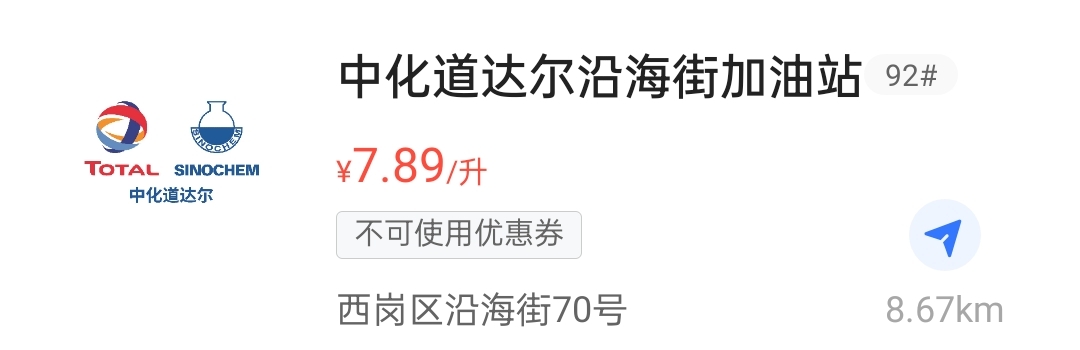 中化道达尔沿海街加油站 92#
TOTAL SINOCHEM
SINOCHEM
中化道达尔
¥7.89/升
不可使用优惠券
西岗区沿海街70号 8.67km